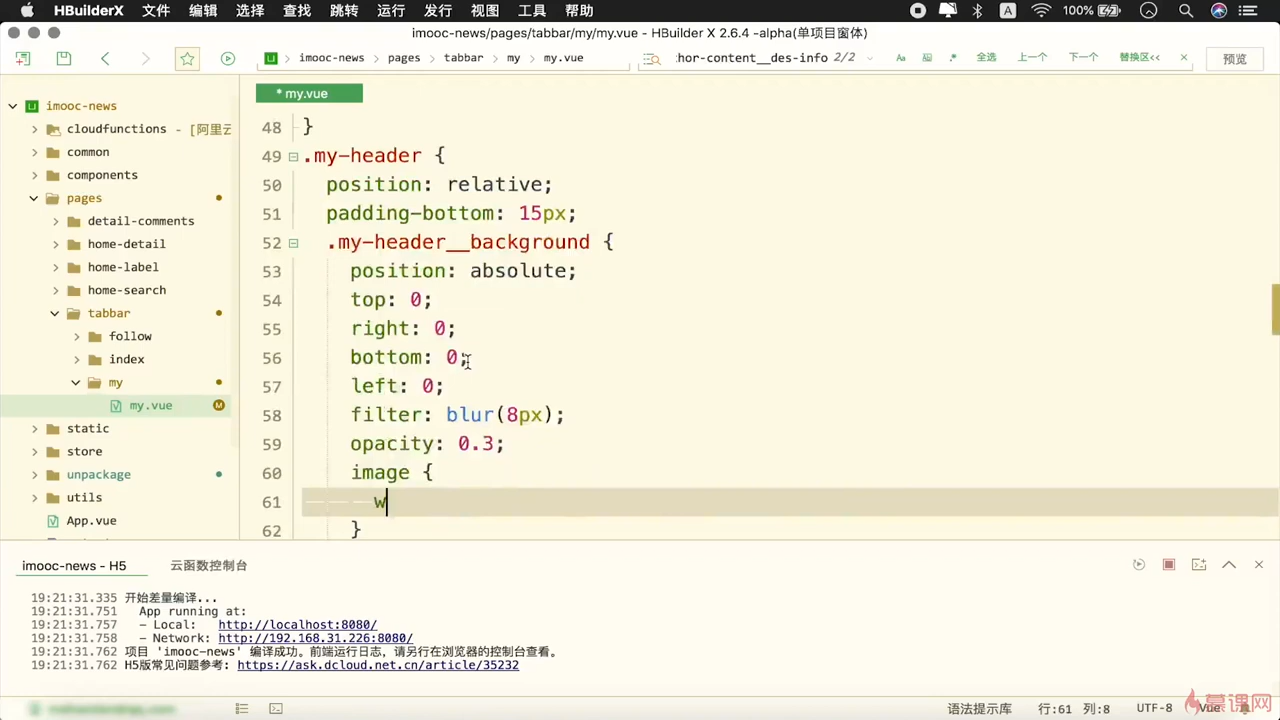 HBuilderX 文件 编辑 选择 查找 跳转 运行 发行 视图 工具 帮助 A 100%
imooc-news/pages/tabbar/my/my.vue - HBuilder X 2.6.4 -alpha(单项目窗体)
imooc-news pages tabbar my my.vue :hor-content__des-info 2/2 Aa .* 全选 上一个 下一个 替换区<< 预览
imooc-news
cloudfunctions - [阿里云
common
components
pages
detail-comments
home-detail
home-label
home-search
tabbar
follow
index
my
my.vue M
static
store
unpackage
utils
App.vue
* my.vue
48 }
49 .my-header {
50 position: relative;
51 padding-bottom: 15px;
52 .my-header__background {
53 position: absolute;
54 top: 0;
55 right: 0;
56 bottom: 0;
57 left: 0;
58 filter: blur(8px);
59 opacity: 0.3;
60 image {
61 w
62 }
imooc-news - H5 云函数控制台
19:21:31.335 开始差量编译...
19:21:31.751 App running at:
19:21:31.757 - Local: http://localhost:8080/
19:21:31.758 - Network: http://192.168.31.226:8080/
19:21:31.762 项目 'imooc-news' 编译成功。前端运行日志，请另行在浏览器的控制台查看。
19:21:31.762 H5版常见问题参考: https://ask.dcloud.net.cn/article/35232
语法提示库 行:61 列:8 UTF-8 Vue
慕课网